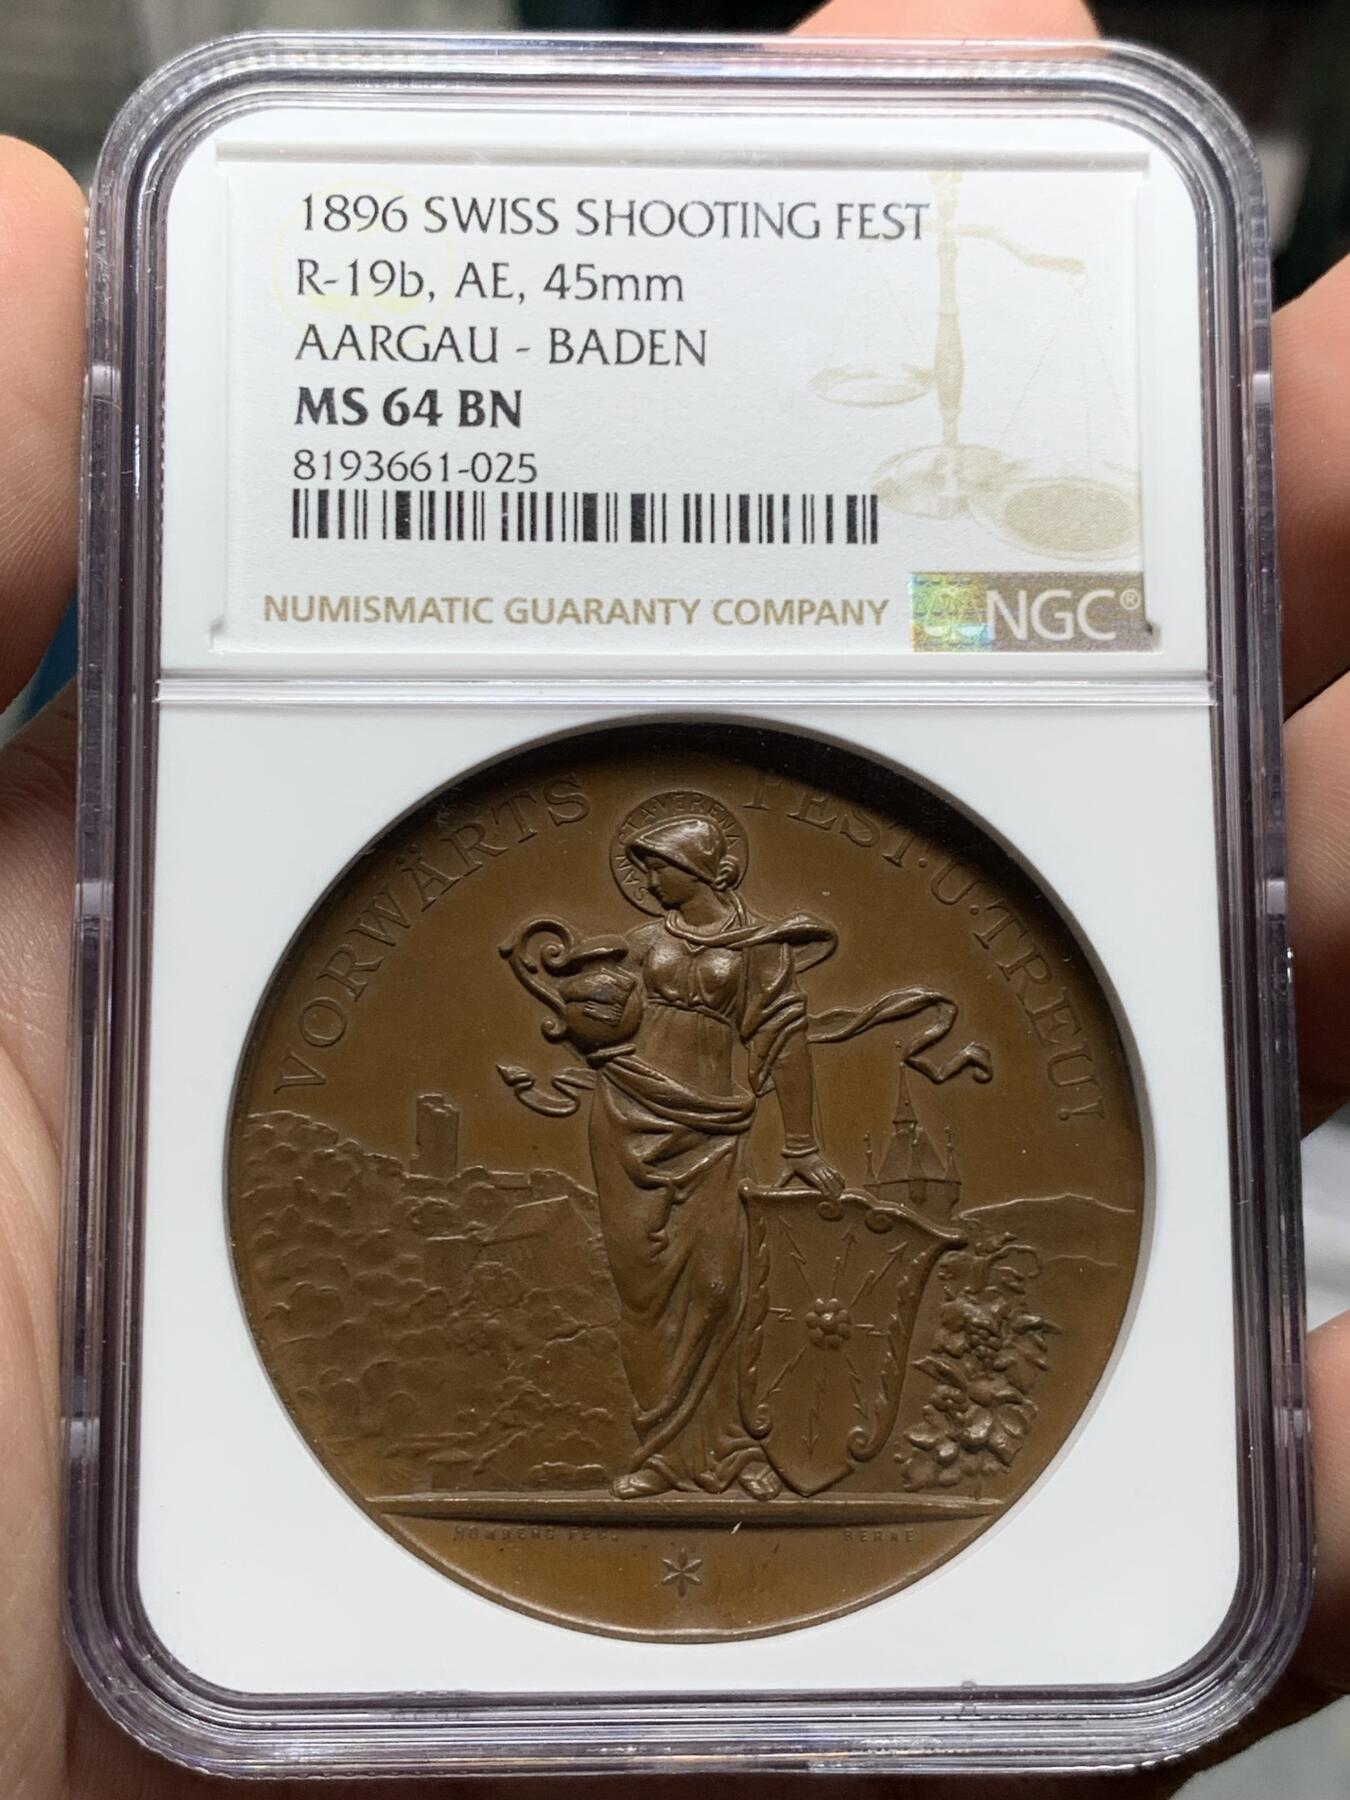 1896 SWISS SHOOTING FEST
R-19b, AE, 45mm
AARGAU - BADEN
MS 64 BN
8193661-025
NUMISMATIC GUARANTY COMPANY
NGC®
VORWÄRTS FEST·U·TREU!
SANCTA·VERENA
HOMBERG FEC.
BERNE